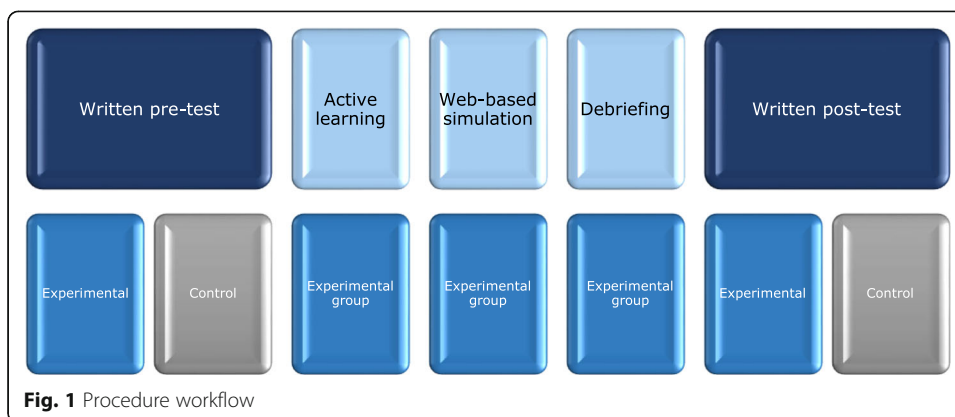 Written pre-test
Active
learning
Web-based
simulation
Debriefing
Written post-test
Experimental
Control
Experimental
group
Experimental
group
Experimental
group
Experimental
Control
Fig. 1 Procedure workflow